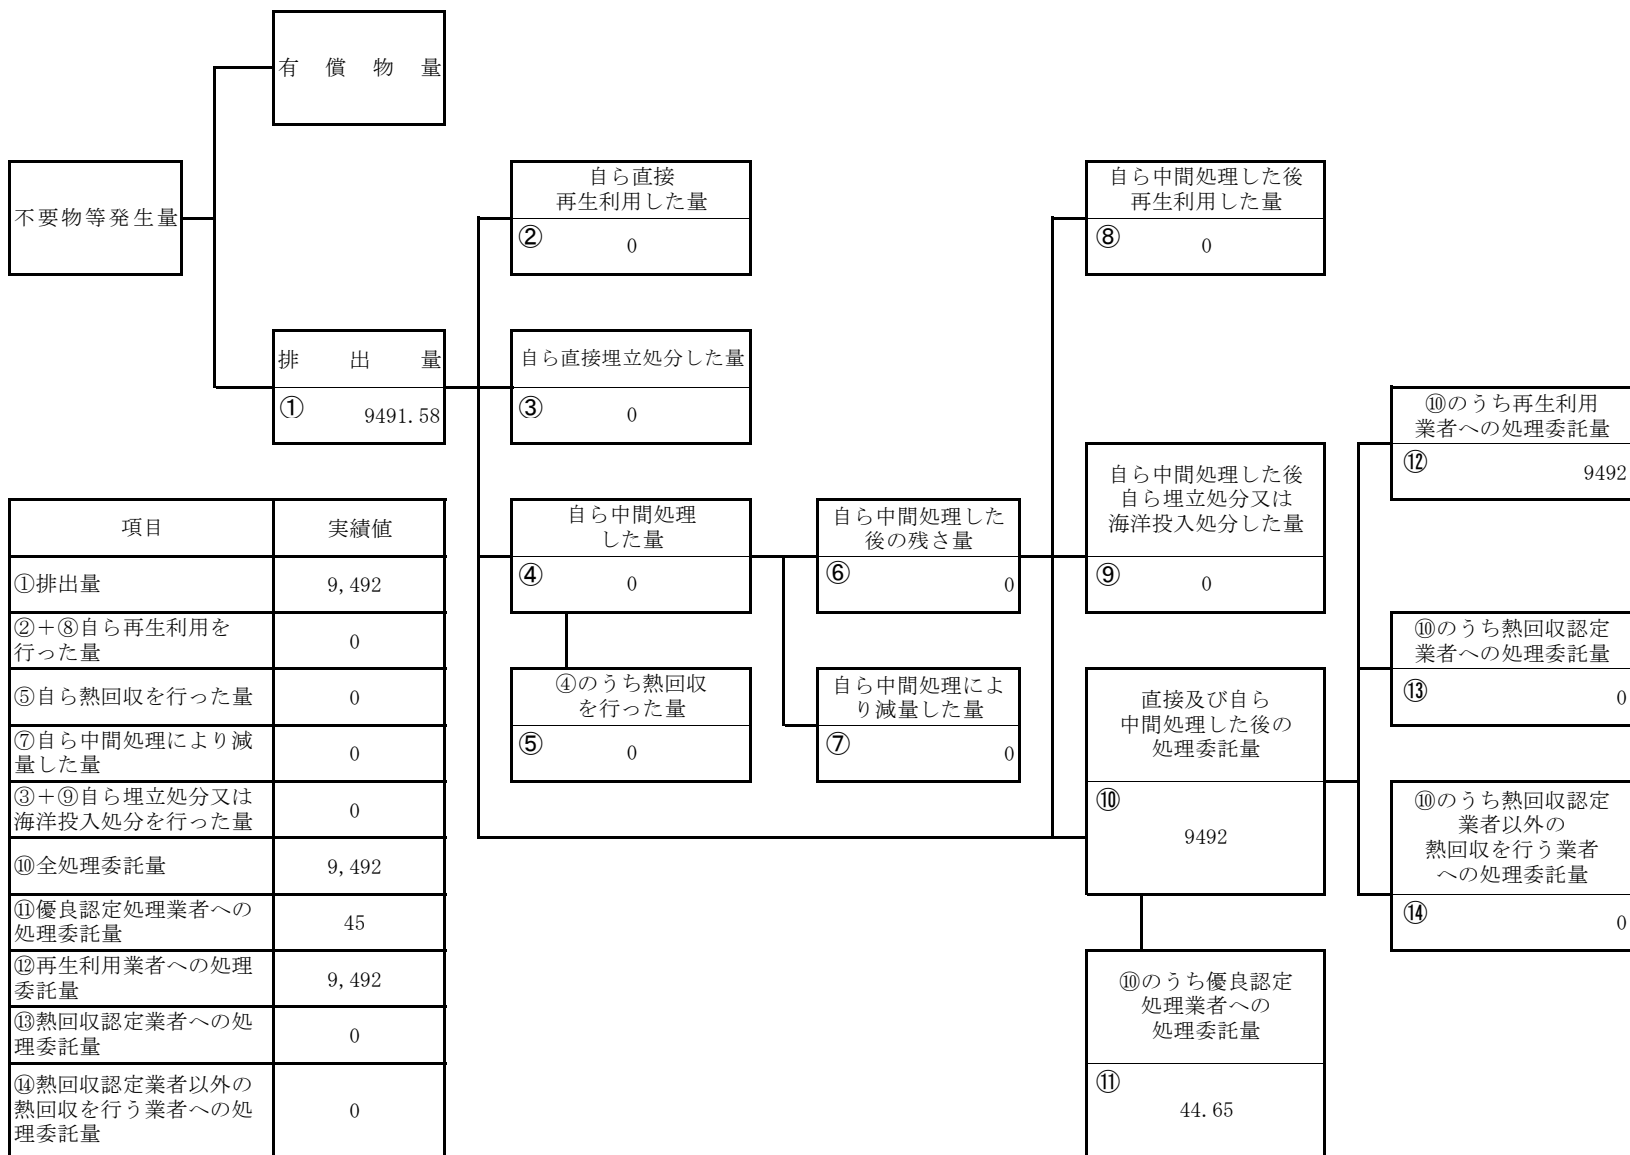 有償物量
不要物等発生量
自ら直接
再生利用した量
② 0
自ら中間処理した後
再生利用した量
⑧ 0
排出量
① 9491.58
自ら直接埋立処分した量
③ 0
⑩のうち再生利用
業者への処理委託量
⑫ 9492
自ら中間処理
した量
④ 0
自ら中間処理した
後の残さ量
⑥ 0
自ら中間処理した後
自ら埋立処分又は
海洋投入処分した量
⑨ 0
⑩のうち熱回収認定
業者への処理委託量
⑬ 0
④のうち熱回収
を行った量
⑤ 0
自ら中間処理によ
り減量した量
⑦ 0
直接及び自ら
中間処理した後の
処理委託量
⑩
9492
⑩のうち熱回収認定
業者以外の
熱回収を行う業者
への処理委託量
⑭ 0
⑩のうち優良認定
処理業者への
処理委託量
⑪
44.65
項目 実績値
①排出量 9,492
②+⑧自ら再生利用を
行った量 0
⑤自ら熱回収を行った量 0
⑦自ら中間処理により減
量した量 0
③+⑨自ら埋立処分又は
海洋投入処分を行った量 0
⑩全処理委託量 9,492
⑪優良認定処理業者への
処理委託量 45
⑫再生利用業者への処理
委託量 9,492
⑬熱回収認定業者への処
理委託量 0
⑭熱回収認定業者以外の
熱回収を行う業者への処
理委託量 0